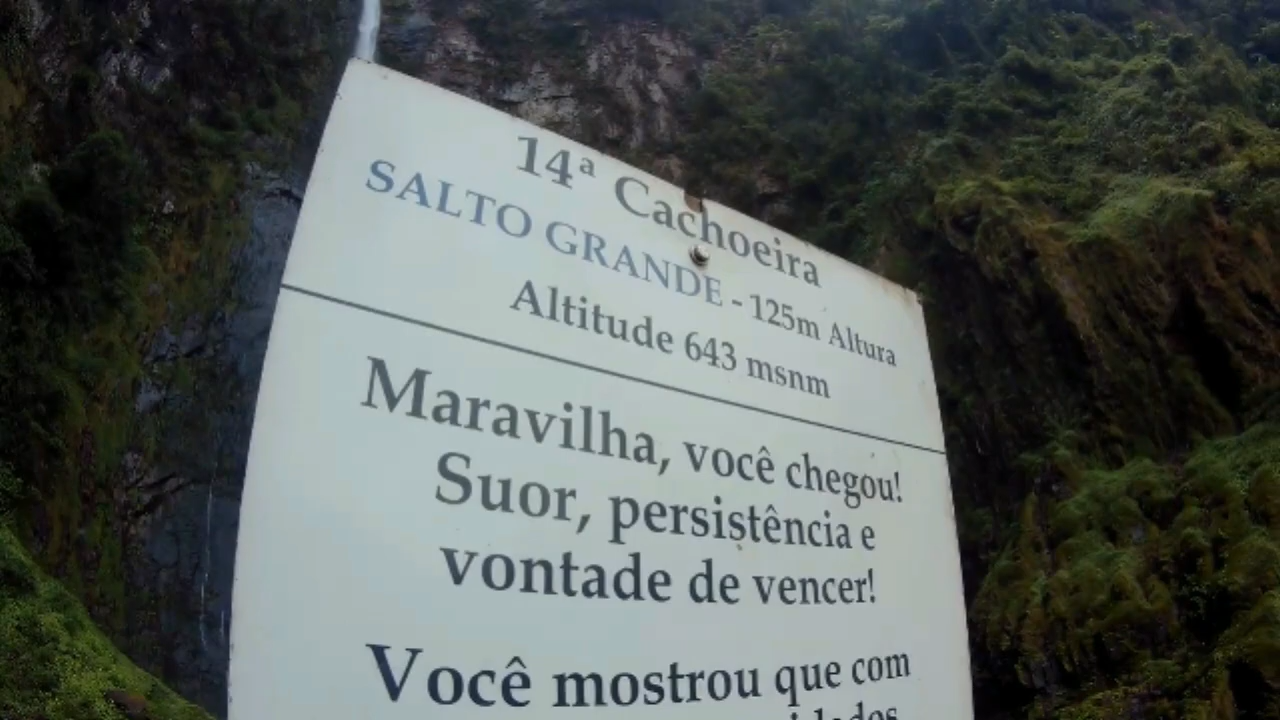 14ª Cachoeira
SALTO GRANDE - 125m Altura
Altitude 643 msnm
Maravilha, você chegou!
Suor, persistência e
vontade de vencer!
Você mostrou que com